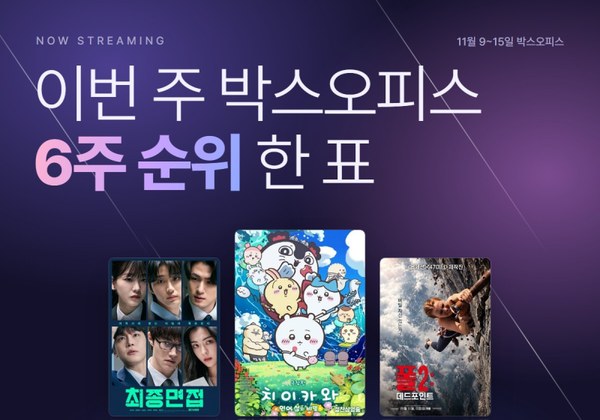 NOW STREAMING
11월 9~15일 박스오피스
이번 주 박스오피스
6주 순위 한 표
최종면접
치이카와
폴2
데드포인트